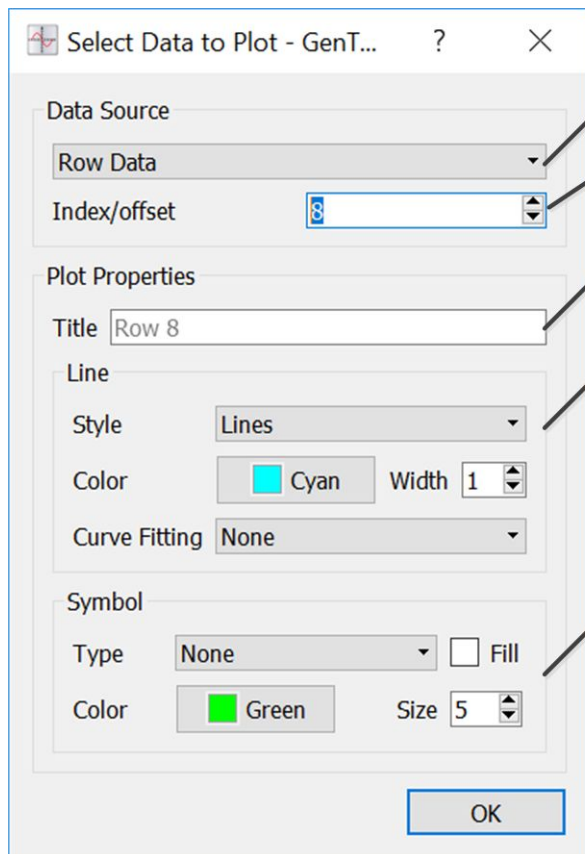 Select Data to Plot - GenT... ?
Data Source
Row Data
Index/offset 8
Plot Properties
Title Row 8
Line
Style Lines
Color Cyan Width 1
Curve Fitting None
Symbol
Type None Fill
Color Green Size 5
OK